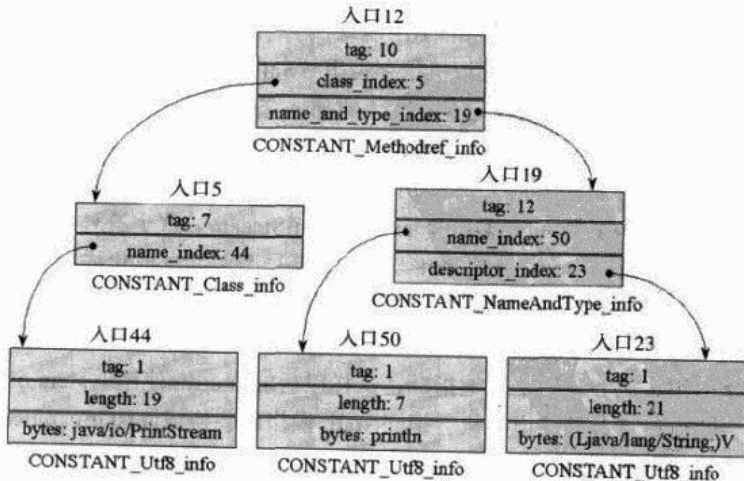 入口12
tag: 10
class_index: 5
name_and_type_index: 19
CONSTANT_Methodref_info
入口5
tag: 7
name_index: 44
CONSTANT_Class_info
入口19
tag: 12
name_index: 50
descriptor_index: 23
CONSTANT_NameAndType_info
入口44
tag: 1
length: 19
bytes: java/io/PrintStream
CONSTANT_Utf8_info
入口50
tag: 1
length: 7
bytes: println
CONSTANT_Utf8_info
入口23
tag: 1
length: 21
bytes: (Ljava/lang/String;)V
CONSTANT_Utf8_info